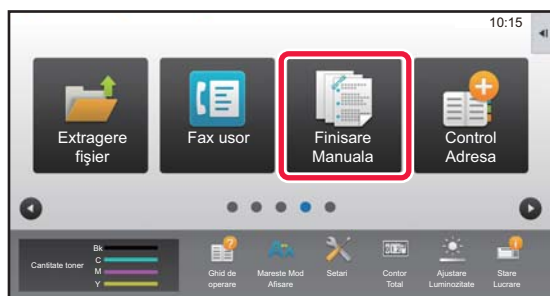 10:15
Extragere
fișier
Fax usor
Finisare
Manuala
Control
Adresa
Cantitate toner
Bk
C
M
Y
Ghid de
operare
Mareste Mod
Afisare
Setari
Contor
Total
Ajustare
Luminozitate
Stare
Lucrare